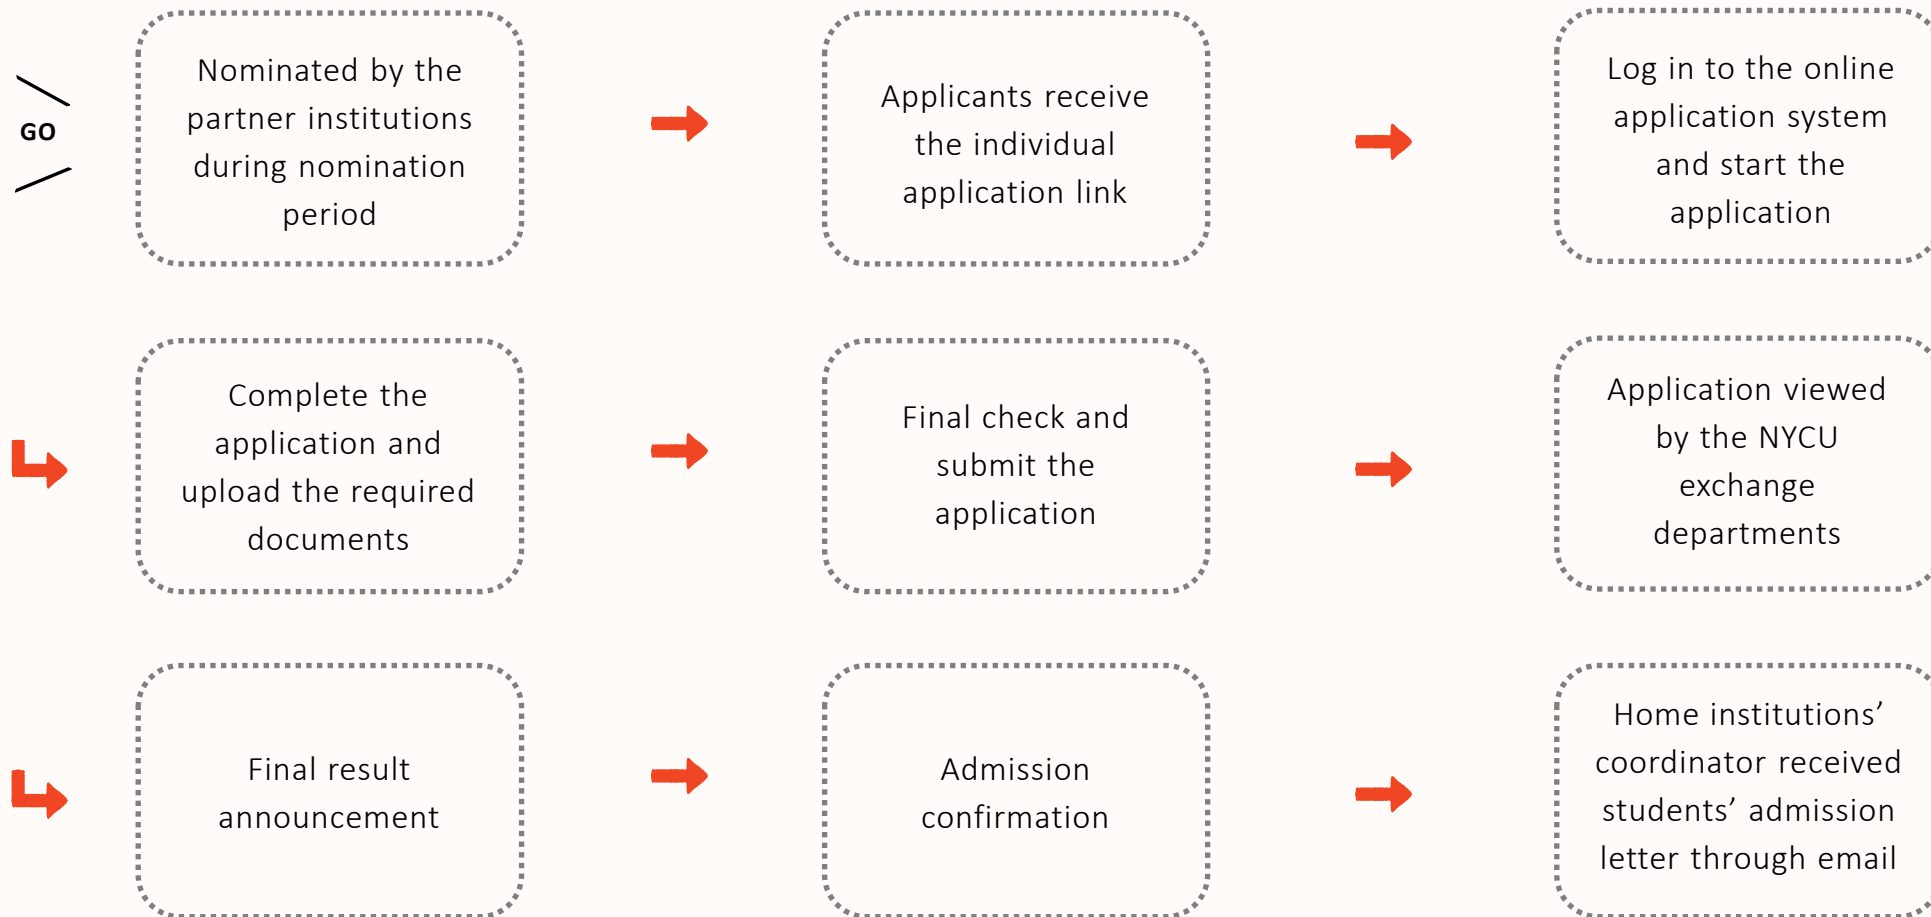 GO
Nominated by the
partner institutions
during nomination
period
Applicants receive
the individual
application link
Log in to the online
application system
and start the
application
Complete the
application and
upload the required
documents
Final check and
submit the
application
Application viewed
by the NYCU
exchange
departments
Final result
announcement
Admission
confirmation
Home institutions’
coordinator received
students’ admission
letter through email